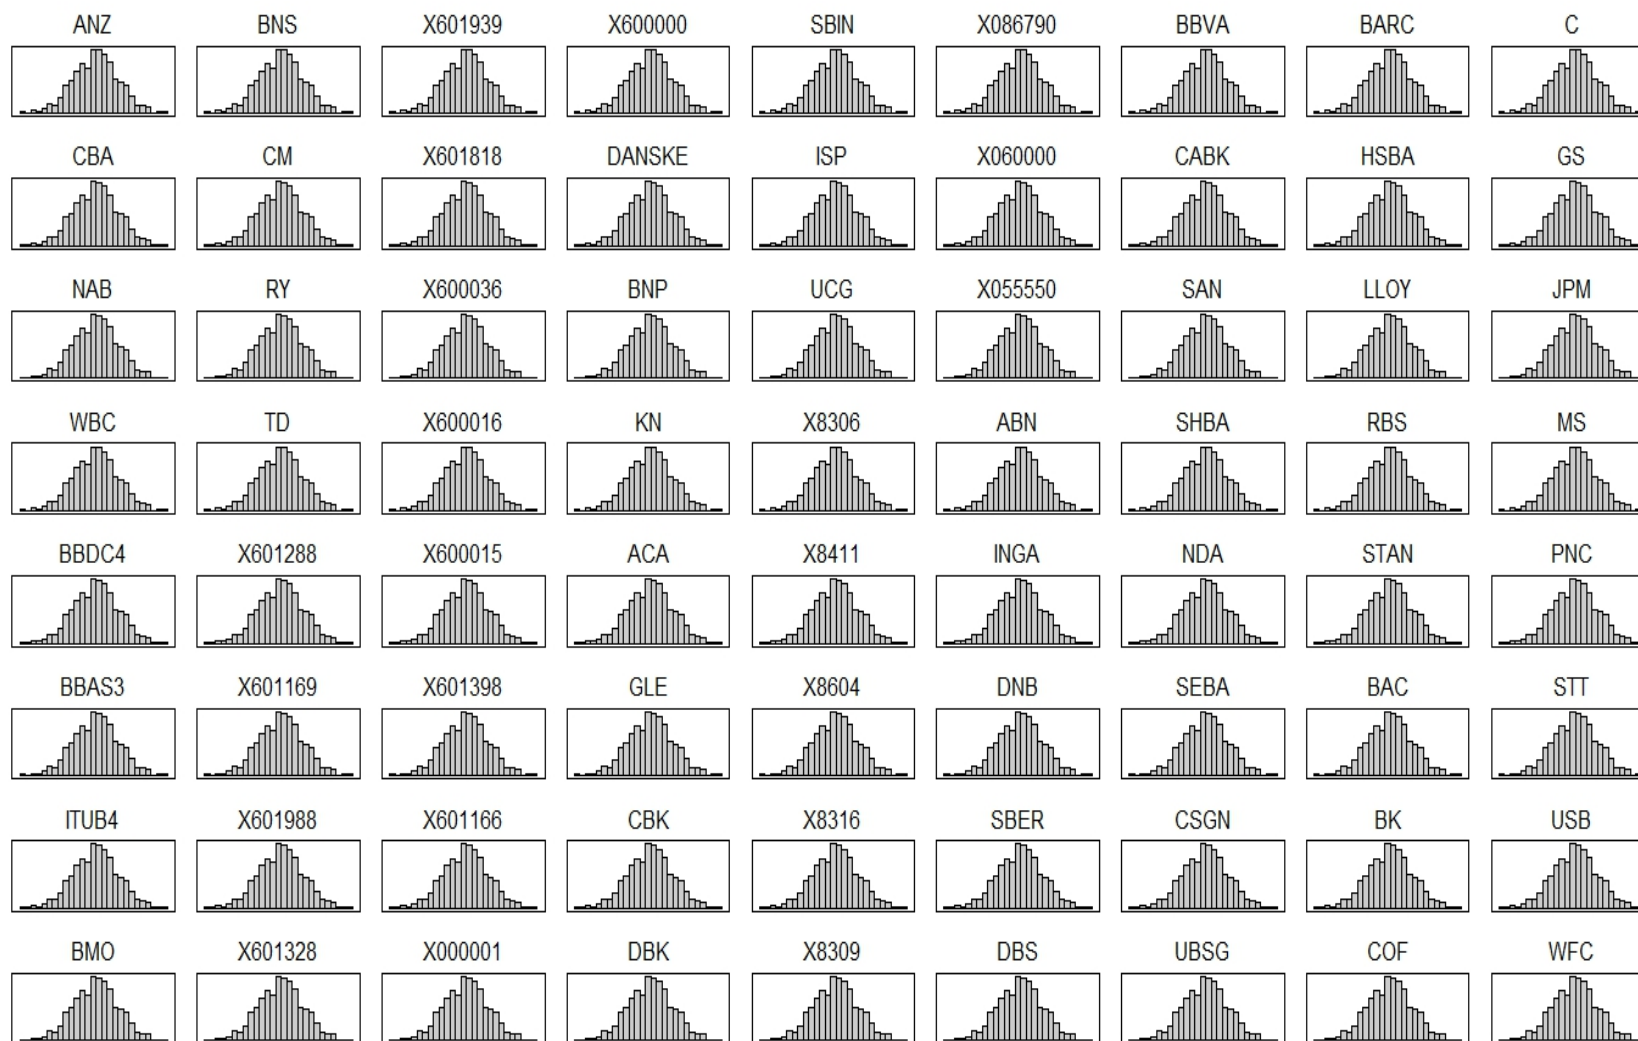 ANZ BNS X601939 X600000 SBIN X086790 BBVA BARC C
CBA CM X601818 DANSKE ISP X060000 CABK HSBA GS
NAB RY X600036 BNP UCG X055550 SAN LLOY JPM
WBC TD X600016 KN X8306 ABN SHBA RBS MS
BBDC4 X601288 X600015 ACA X8411 INGA NDA STAN PNC
BBAS3 X601169 X601398 GLE X8604 DNB SEBA BAC STT
ITUB4 X601988 X601166 CBK X8316 SBER CSGN BK USB
BMO X601328 X000001 DBK X8309 DBS UBSG COF WFC